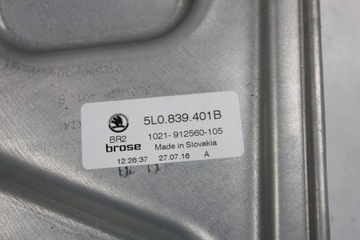 5L0.839.401B
BR2
1021- 912560-105
brose
Made in Slovakia
12:26:37
27.07.16
A